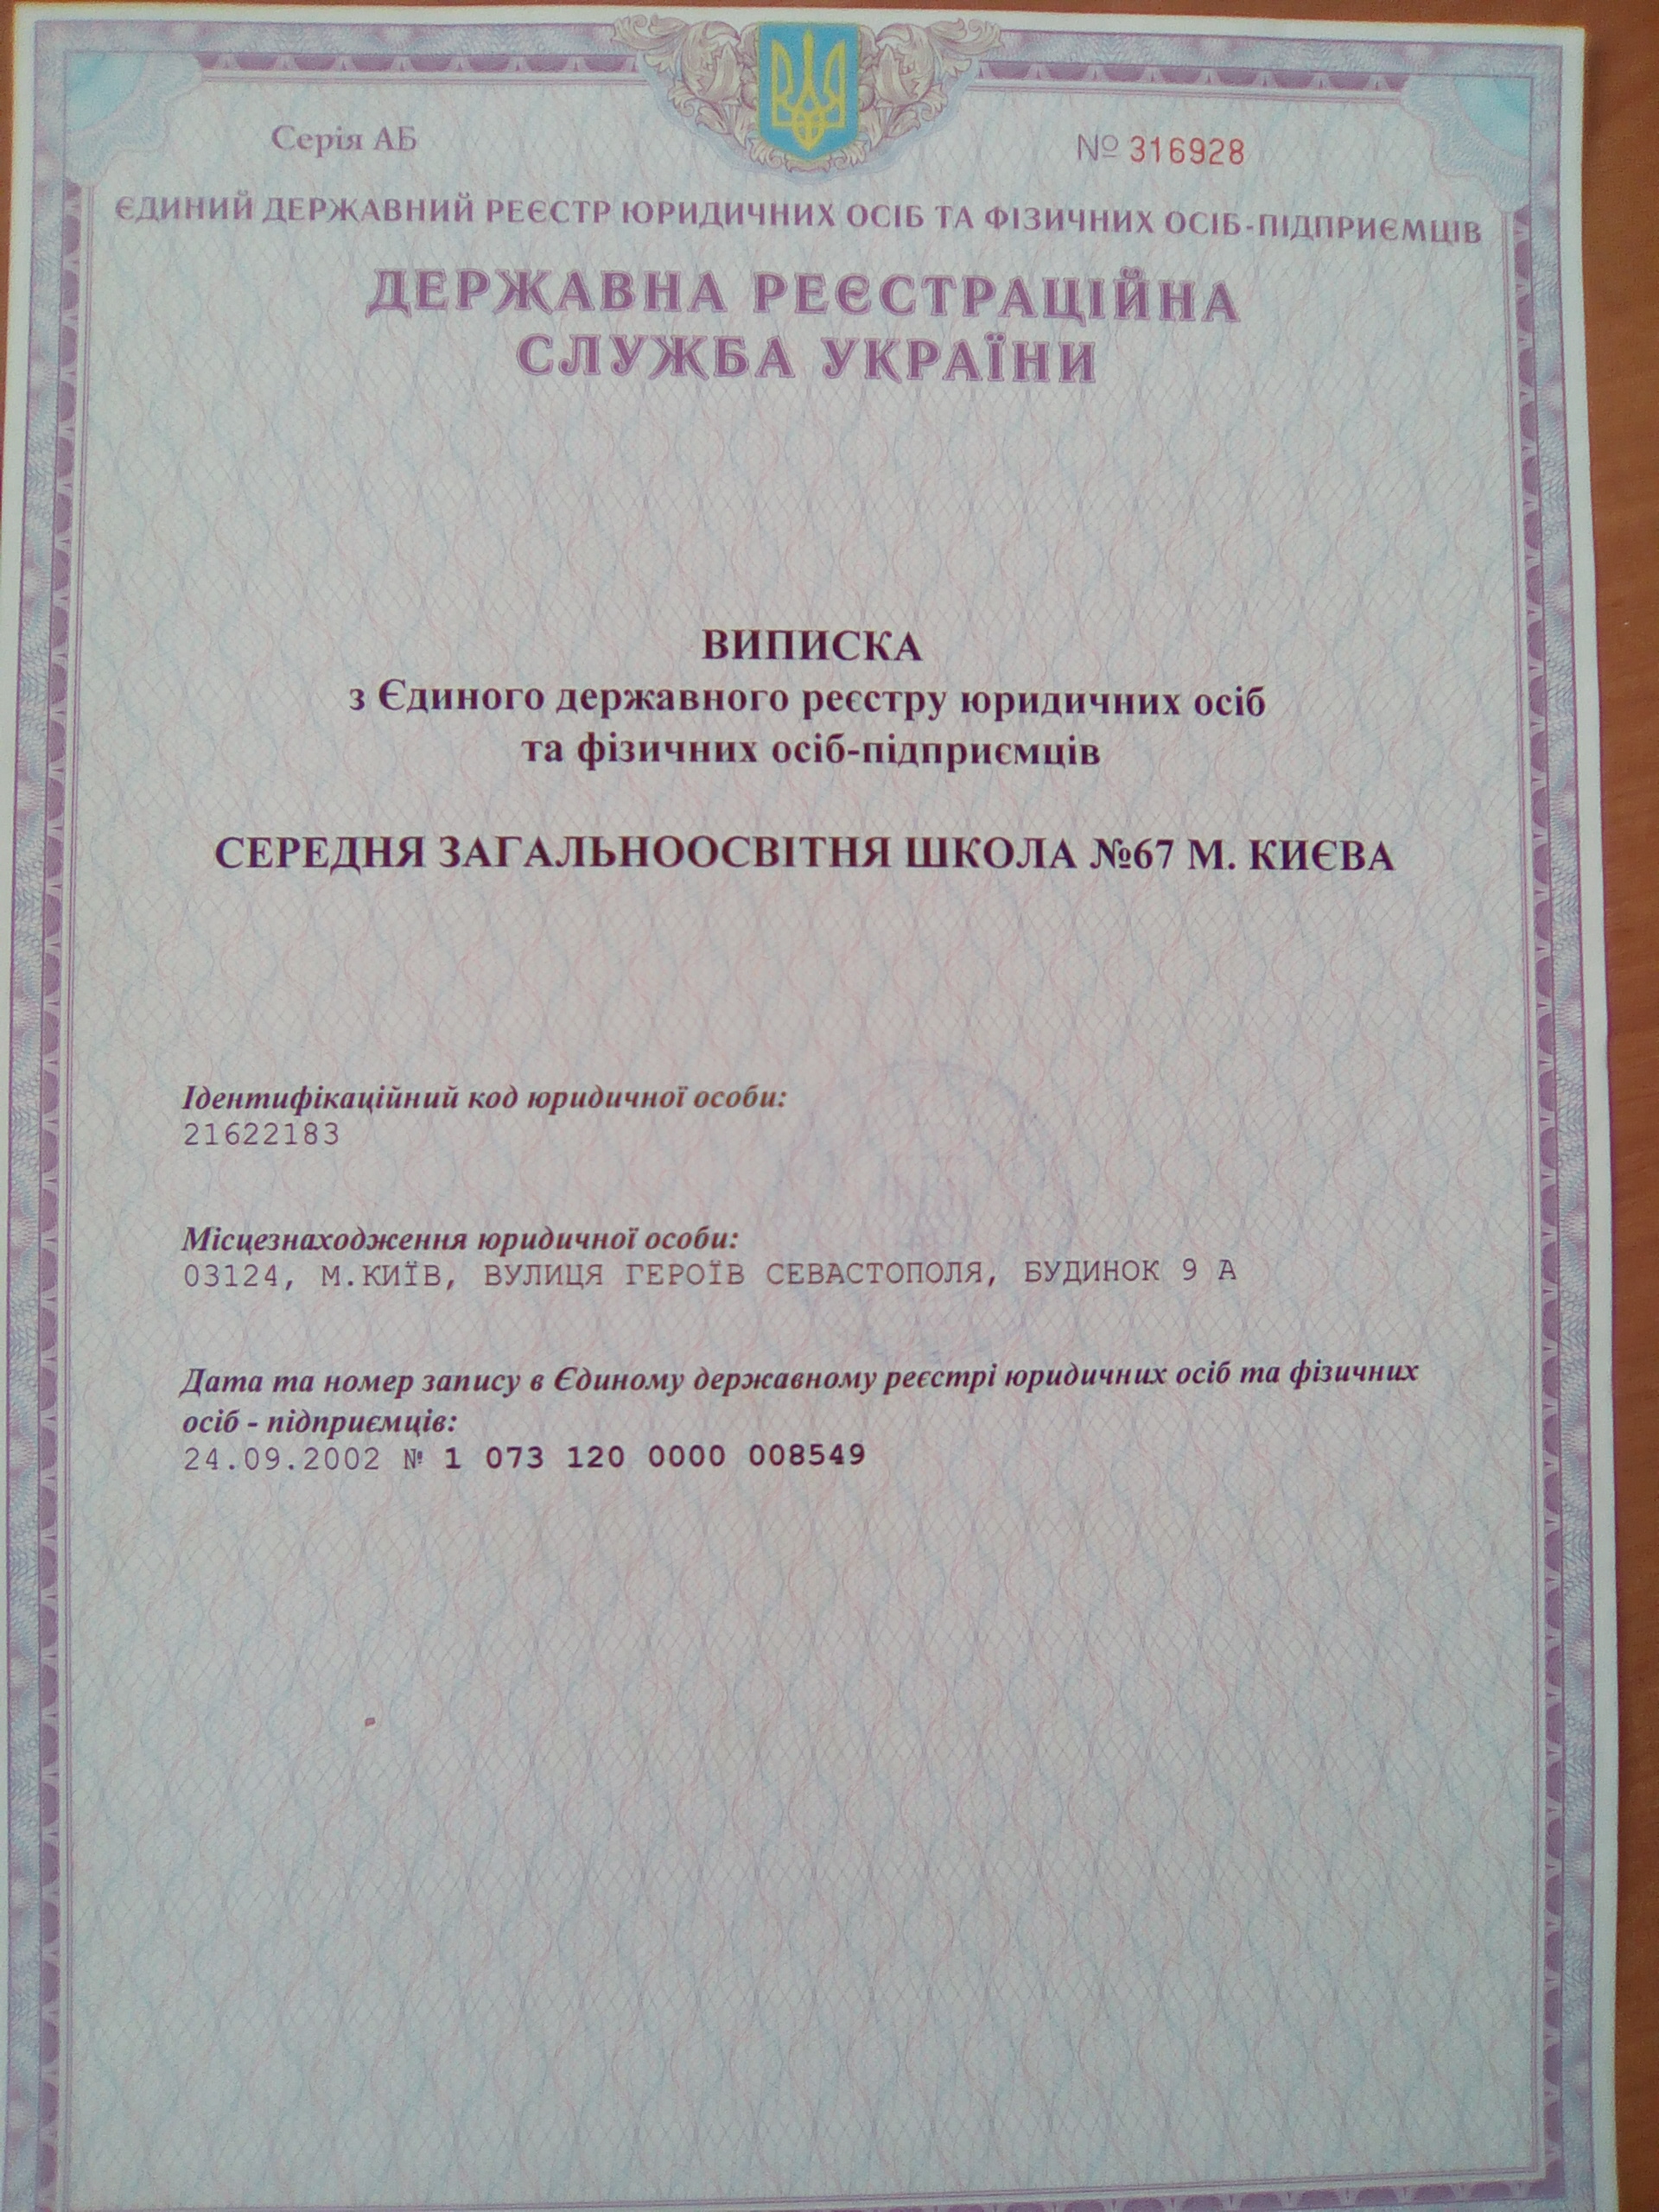 Серія АБ
№ 316928
ЄДИНИЙ ДЕРЖАВНИЙ РЕЄСТР ЮРИДИЧНИХ ОСІБ ТА ФІЗИЧНИХ ОСІБ-ПІДПРИЄМЦІВ
ДЕРЖАВНА РЕЄСТРАЦІЙНА
СЛУЖБА УКРАЇНИ
ВИПИСКА
з Єдиного державного реєстру юридичних осіб
та фізичних осіб-підприємців
СЕРЕДНЯ ЗАГАЛЬНООСВІТНЯ ШКОЛА №67 М. КИЄВА
Ідентифікаційний код юридичної особи:
21622183
Місцезнаходження юридичної особи:
03124, М.КИЇВ, ВУЛИЦЯ ГЕРОЇВ СЕВАСТОПОЛЯ, БУДИНОК 9 А
Дата та номер запису в Єдиному державному реєстрі юридичних осіб та фізичних
осіб - підприємців:
24.09.2002 № 1 073 120 0000 008549